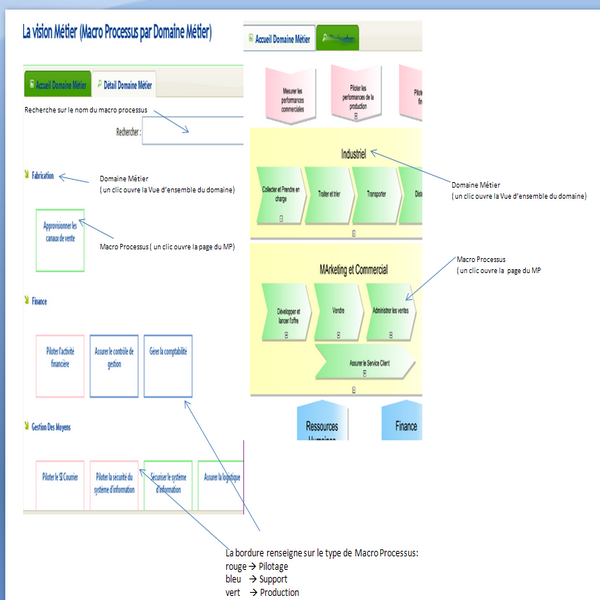 La vision Métier (Macro Processus par Domaine Métier)
Accueil Domaine Métier
Détail Domaine Métier
Recherche sur le nom du macro processus
Rechercher :
Fabrication
Domaine Métier
( un clic ouvre la Vue d'ensemble du domaine)
Approvisionner les
canaux de vente
Macro Processus ( un clic ouvre la page du MP)
Finance
Piloter l'activité
financière
Assurer le contrôle de
gestion
Gérer la comptabilité
Gestion Des Moyens
Piloter le SI Courrier
Piloter la sécurité du
système d'information
Sécuriser le système
d'information
Assurer la logistique
Accueil Domaine Métier
Mesurer les
performances
commerciales
Piloter les
performances de la
production
Industriel
Collecter et Prendre en
charge
Traiter et trier
Transporter
Domaine Métier
( un clic ouvre la Vue d'ensemble du domaine)
MArketing et Commercial
Développer et
lancer l'offre
Vendre
Administrer les ventes
Assurer le Service Client
Macro Processus
( un clic ouvre la page du MP
Ressources
Humaines
Finance
La bordure renseigne sur le type de Macro Processus:
rouge → Pilotage
bleu → Support
vert → Production